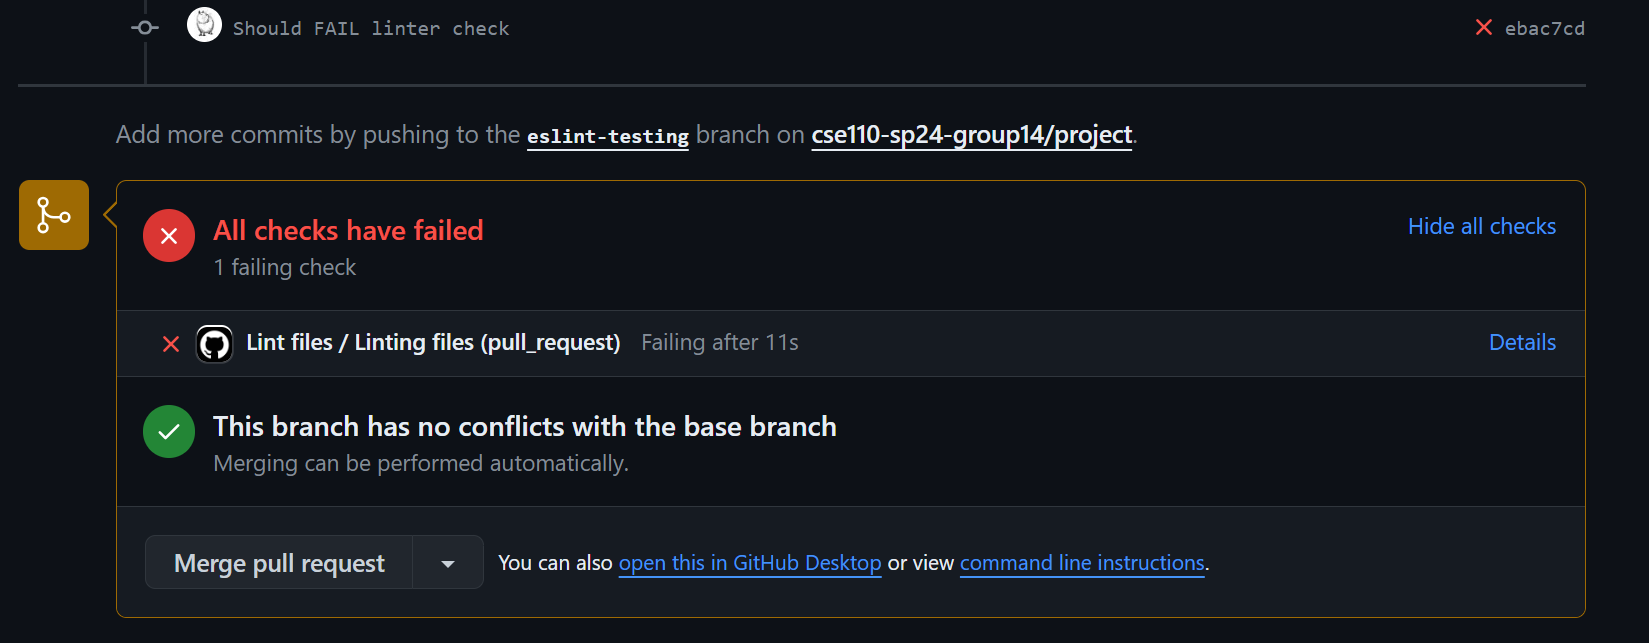 Should FAIL linter check ebac7cd
Add more commits by pushing to the eslint-testing branch on cse110-sp24-group14/project.
All checks have failed Hide all checks
1 failing check
Lint files / Linting files (pull_request) Failing after 11s Details
This branch has no conflicts with the base branch
Merging can be performed automatically.
Merge pull request You can also open this in GitHub Desktop or view command line instructions.